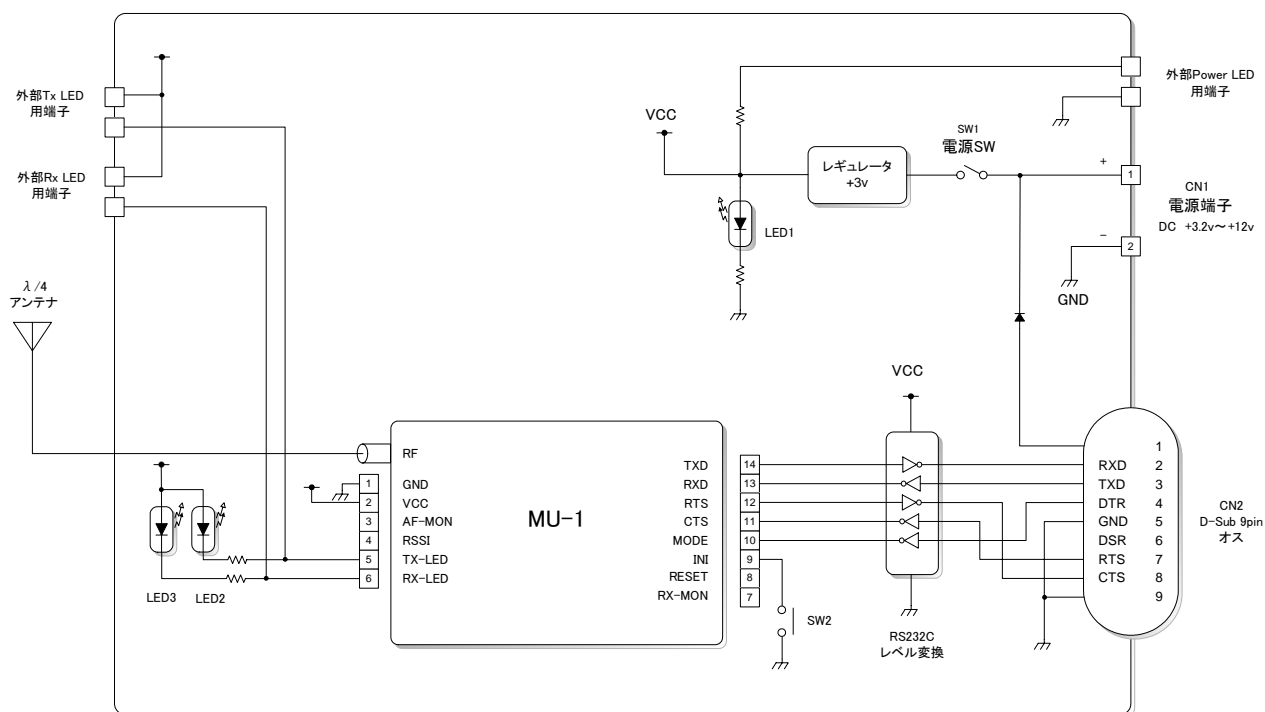 外部Tx LED
用端子
外部Rx LED
用端子
λ/4
アンテナ
外部Power LED
用端子
VCC
SW1
電源SW
レギュレータ
+3v
LED1
+
1
CN1
電源端子
DC +3.2v～+12v
−
2
GND
VCC
RF
MU-1
1 GND
2 VCC
3 AF-MON
4 RSSI
5 TX-LED
6 RX-LED
LED3
LED2
TXD 14
RXD 13
RTS 12
CTS 11
MODE 10
INI 9
RESET 8
RX-MON 7
SW2
RS232C
レベル変換
1
RXD 2
TXD 3
DTR 4
GND 5
DSR 6
RTS 7
CTS 8
9
CN2
D-Sub 9pin
オス